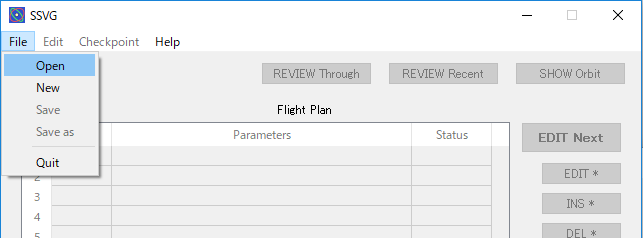 SSVG
File Edit Checkpoint Help
Open
New
Save
Save as
Quit
REVIEW Through REVIEW Recent SHOW Orbit
Flight Plan
Parameters Status
EDIT Next
EDIT *
INS *
DEL *
3
4
5